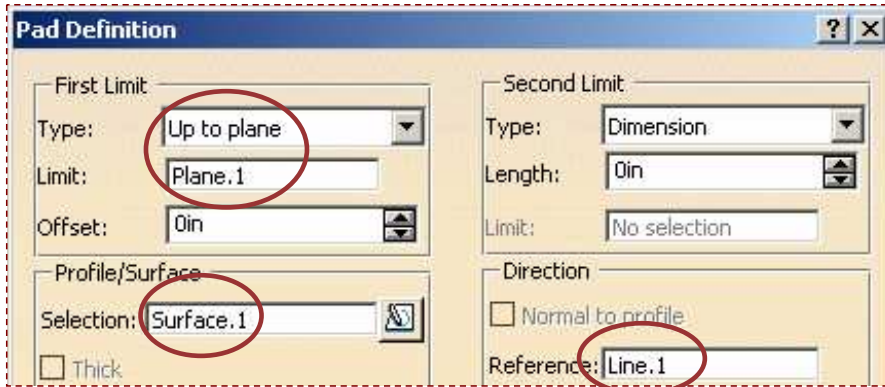 Pad Definition
First Limit
Type: Up to plane
Limit: Plane.1
Offset: 0in
Profile/Surface
Selection: Surface.1
Thick
Second Limit
Type: Dimension
Length: 0in
Limit: No selection
Direction
Normal to profile
Reference: Line.1